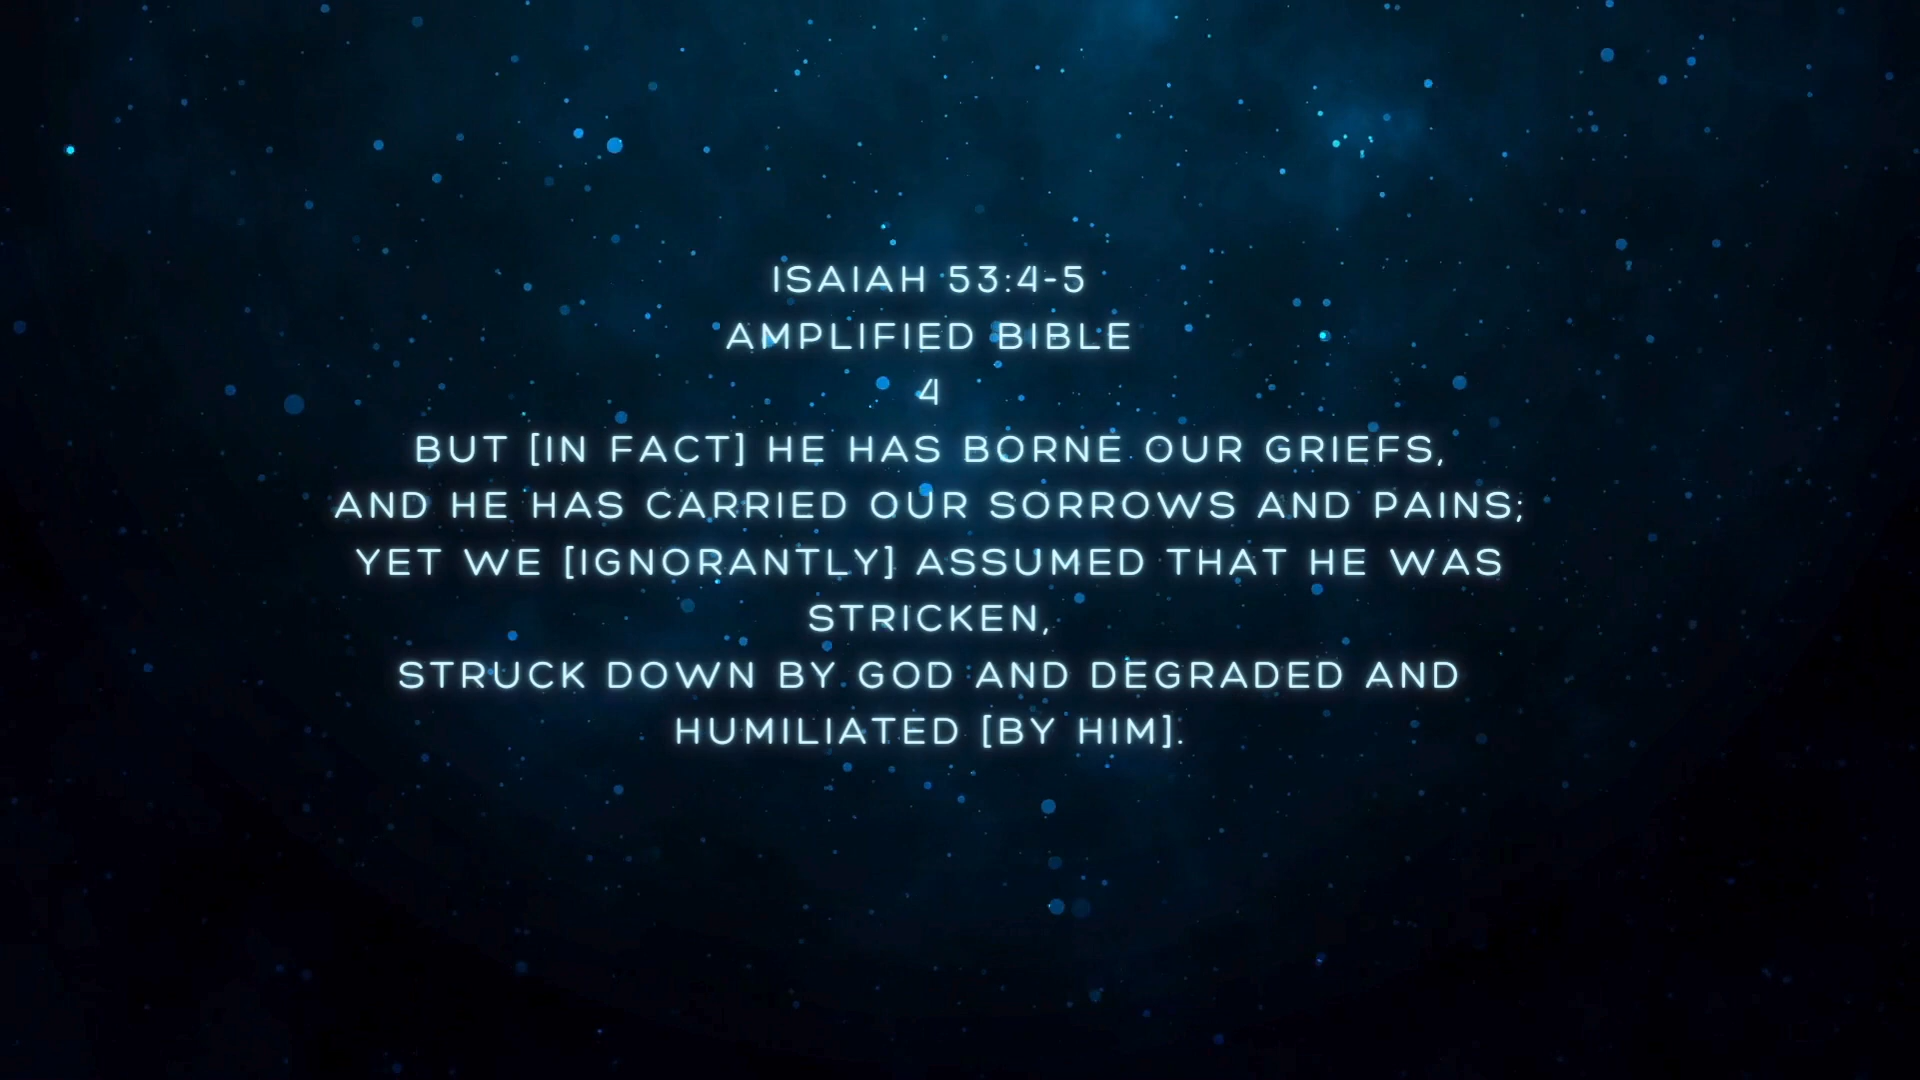 ISAIAH 53:4-5
AMPLIFIED BIBLE
4
BUT [IN FACT] HE HAS BORNE OUR GRIEFS,
AND HE HAS CARRIED OUR SORROWS AND PAINS;
YET WE [IGNORANTLY] ASSUMED THAT HE WAS
STRICKEN,
STRUCK DOWN BY GOD AND DEGRADED AND
HUMILIATED [BY HIM].